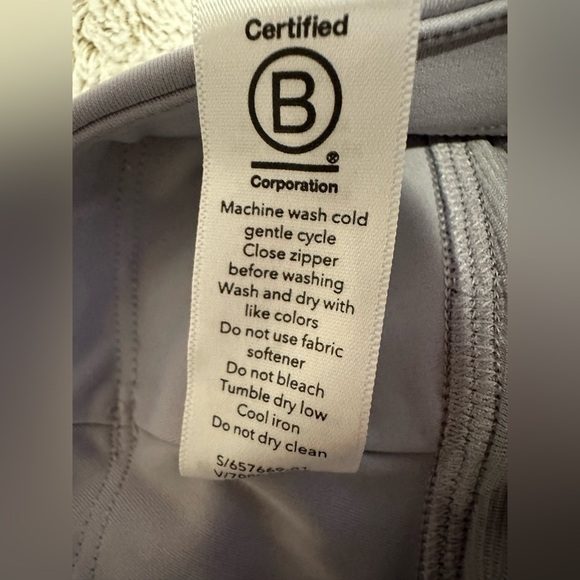 Certified
B
®
Corporation
Machine wash cold
gentle cycle
Close zipper
before washing
Wash and dry with
like colors
Do not use fabric
softener
Do not bleach
Tumble dry low
Cool iron
Do not dry clean